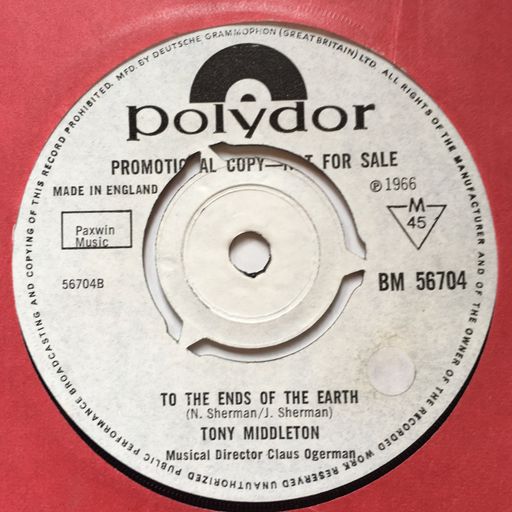 MFD. BY DEUTSCHE GRAMMOPHON (GREAT BRITAIN) LTD. ALL RIGHTS OF THE MANUFACTURER AND OF THE OWNER OF THE RECORDED WORK RESERVED UNAUTHORISED PUBLIC PERFORMANCE BROADCASTING AND COPYING OF THIS RECORD PROHIBITED.
polydor
PROMOTIONAL COPY—NOT FOR SALE
MADE IN ENGLAND
℗ 1966
Paxwin
Music
M
45
56704B
BM 56704
TO THE ENDS OF THE EARTH
(N. Sherman/J. Sherman)
TONY MIDDLETON
Musical Director Claus Ogerman